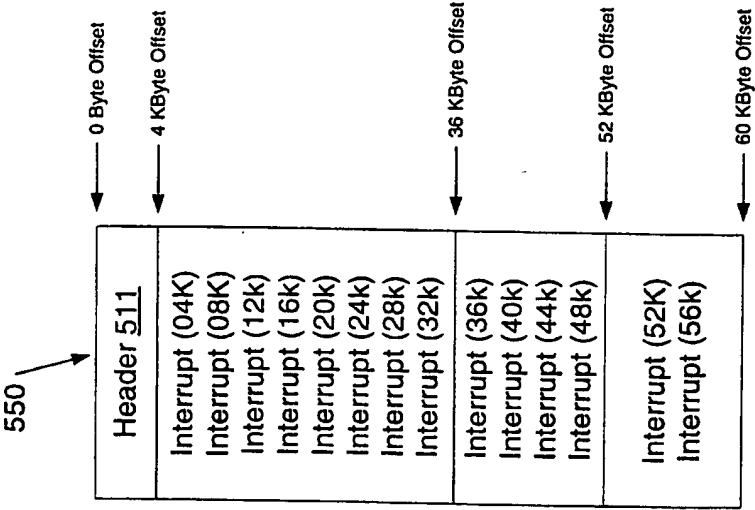 550
Header 511
0 Byte Offset
4 KByte Offset
Interrupt (04K)
Interrupt (08K)
Interrupt (12k)
Interrupt (16k)
Interrupt (20k)
Interrupt (24k)
Interrupt (28k)
Interrupt (32k)
36 KByte Offset
Interrupt (36k)
Interrupt (40k)
Interrupt (44k)
Interrupt (48k)
52 KByte Offset
Interrupt (52K)
Interrupt (56k)
60 KByte Offset